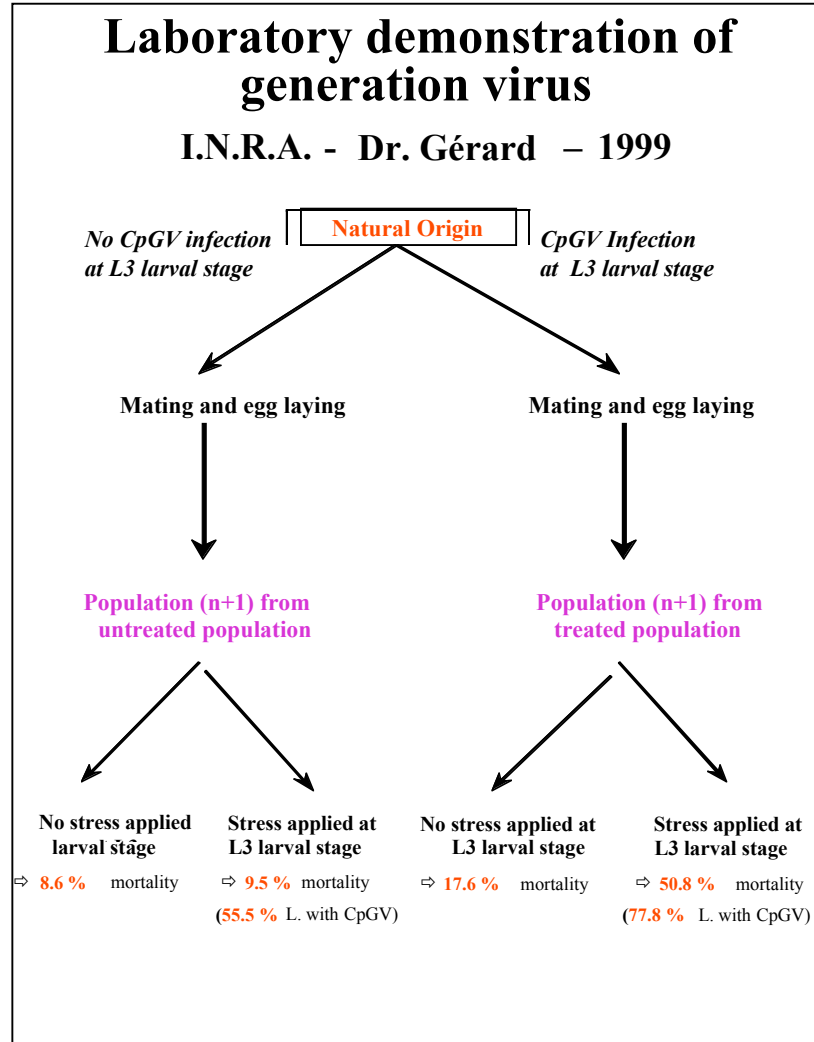 Laboratory demonstration of
generation virus
I.N.R.A. - Dr. Gérard – 1999
No CpGV infection
at L3 larval stage
Natural Origin
CpGV Infection
at L3 larval stage
Mating and egg laying
Mating and egg laying
Population (n+1) from
untreated population
Population (n+1) from
treated population
No stress applied
larval stage
⇨ 8.6 % mortality
Stress applied at
L3 larval stage
⇨ 9.5 % mortality
(55.5 % L. with CpGV)
No stress applied at
L3 larval stage
⇨ 17.6 % mortality
Stress applied at
L3 larval stage
⇨ 50.8 % mortality
(77.8 % L. with CpGV)